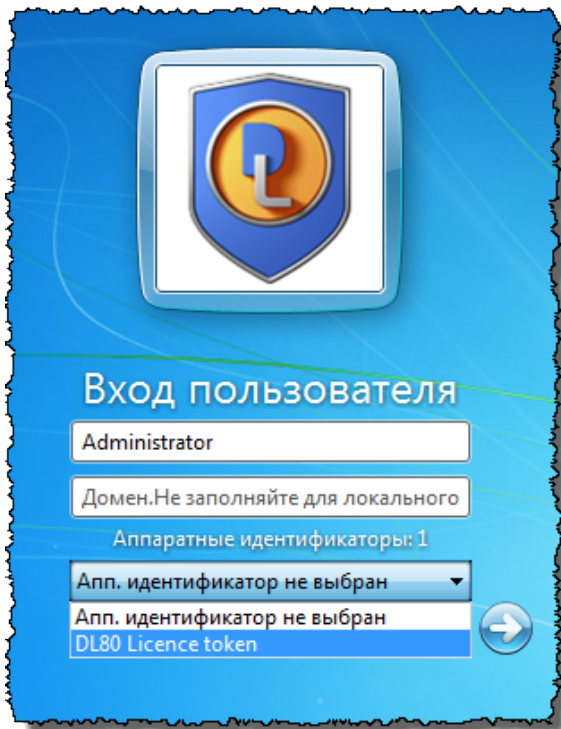 DL
Вход пользователя
Administrator
Домен.Не заполняйте для локального
Аппаратные идентификаторы: 1
Апп. идентификатор не выбран
Апп. идентификатор не выбран
DL80 Licence token